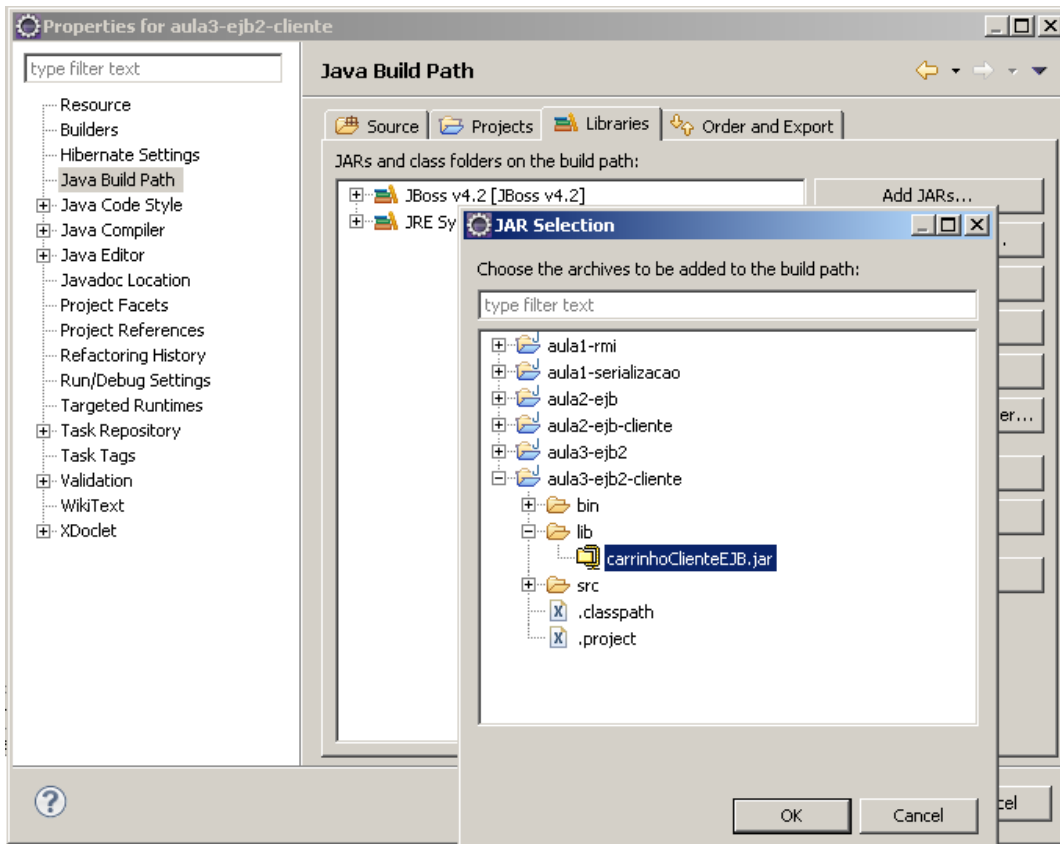 Properties for aula3-ejb2-cliente
type filter text
Resource
Builders
Hibernate Settings
Java Build Path
Java Code Style
Java Compiler
Java Editor
Javadoc Location
Project Facets
Project References
Refactoring History
Run/Debug Settings
Targeted Runtimes
Task Repository
Task Tags
Validation
WikiText
XDoclet
Java Build Path
Source Projects Libraries Order and Export
JARs and class folders on the build path:
JBoss v4.2 [JBoss v4.2]
JRE Sy
Add JARs...
.
er...
JAR Selection
Choose the archives to be added to the build path:
type filter text
aula1-rmi
aula1-serializacao
aula2-ejb
aula2-ejb-cliente
aula3-ejb2
aula3-ejb2-cliente
bin
lib
carrinhoClienteEJB.jar
src
.classpath
.project
OK Cancel
cel